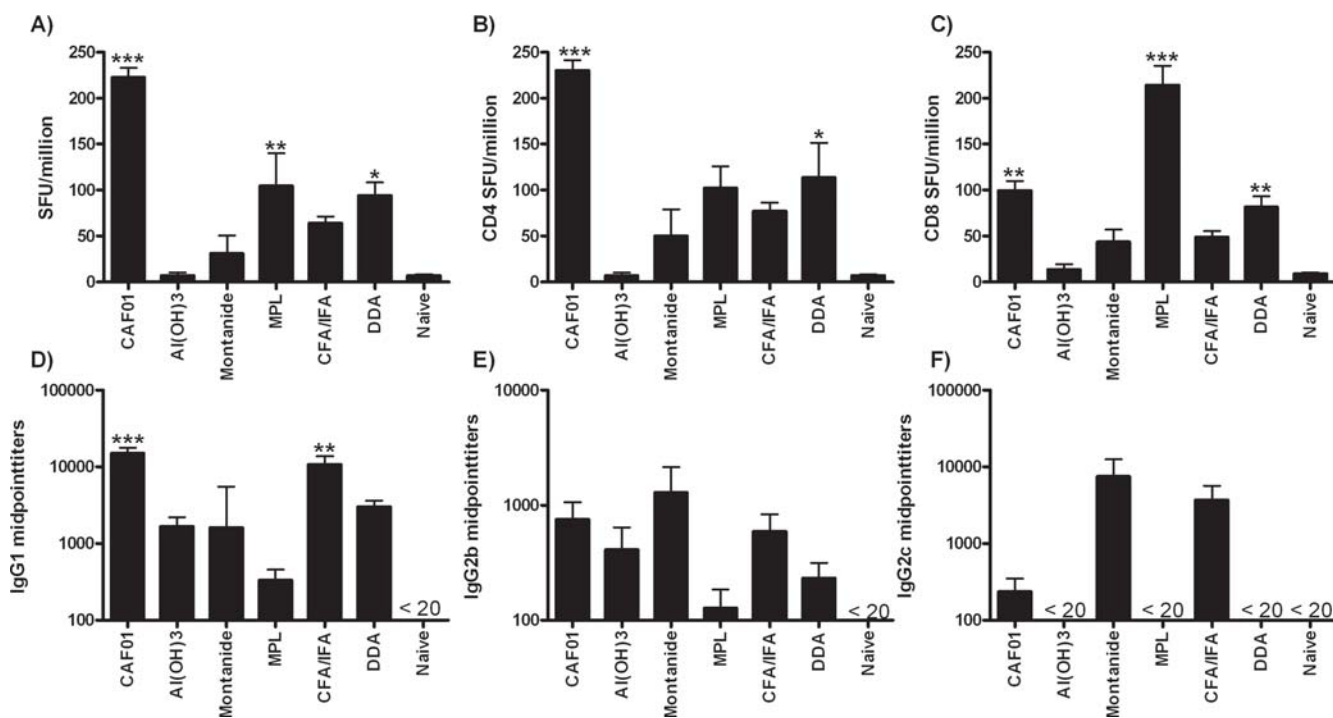 A)
SFU/million
250
200
150
100
50
0
***
**
*
CAF01
Al(OH)3
Montanide
MPL
CFA/IFA
DDA
Naive
B)
CD4 SFU/million
250
200
150
100
50
0
***
*
CAF01
Al(OH)3
Montanide
MPL
CFA/IFA
DDA
Naive
C)
CD8 SFU/million
250
200
150
100
50
0
**
***
**
CAF01
Al(OH)3
Montanide
MPL
CFA/IFA
DDA
Naive
D)
IgG1 midpointtiters
100000
10000
1000
100
***
**
< 20
CAF01
Al(OH)3
Montanide
MPL
CFA/IFA
DDA
Naive
E)
IgG2b midpointtiters
10000
1000
100
< 20
CAF01
Al(OH)3
Montanide
MPL
CFA/IFA
DDA
Naive
F)
IgG2c midpointtiters
100000
10000
1000
100
< 20
< 20
< 20
< 20
CAF01
Al(OH)3
Montanide
MPL
CFA/IFA
DDA
Naive